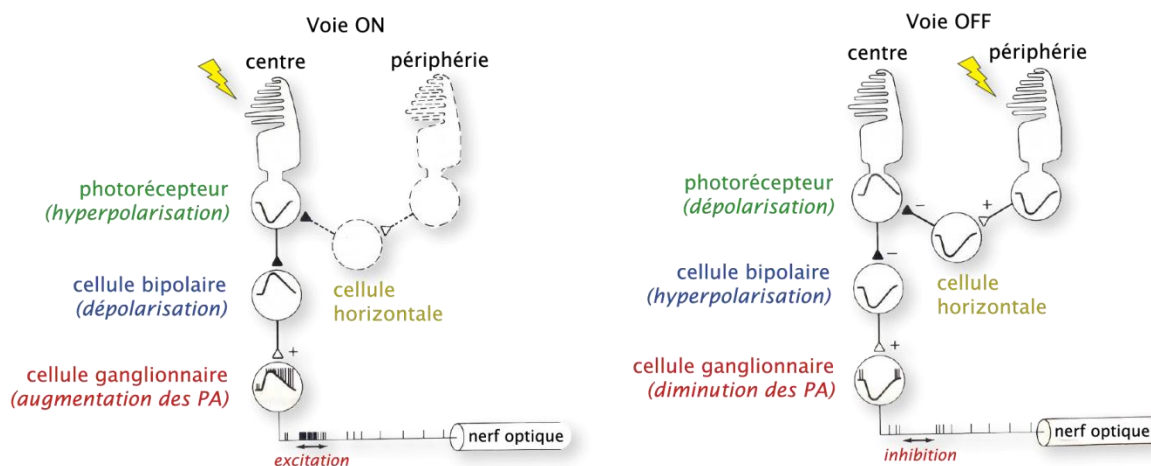 Voie ON
centre
périphérie
photorécepteur
(hyperpolarisation)
cellule bipolaire
(dépolarisation)
cellule
horizontale
+
cellule ganglionnaire
(augmentation des PA)
nerf optique
excitation
Voie OFF
centre
périphérie
photorécepteur
(dépolarisation)
−
+
−
cellule bipolaire
(hyperpolarisation)
cellule
horizontale
+
cellule ganglionnaire
(diminution des PA)
nerf optique
inhibition